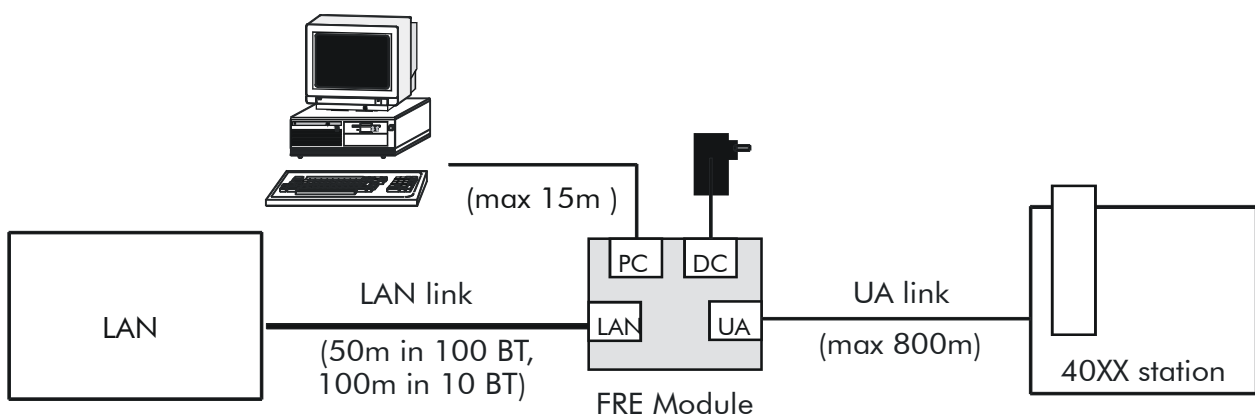 (max 15m )
PC
DC
LAN
LAN link
(50m in 100 BT,
100m in 10 BT)
LAN
UA
FRE Module
UA link
(max 800m)
40XX station